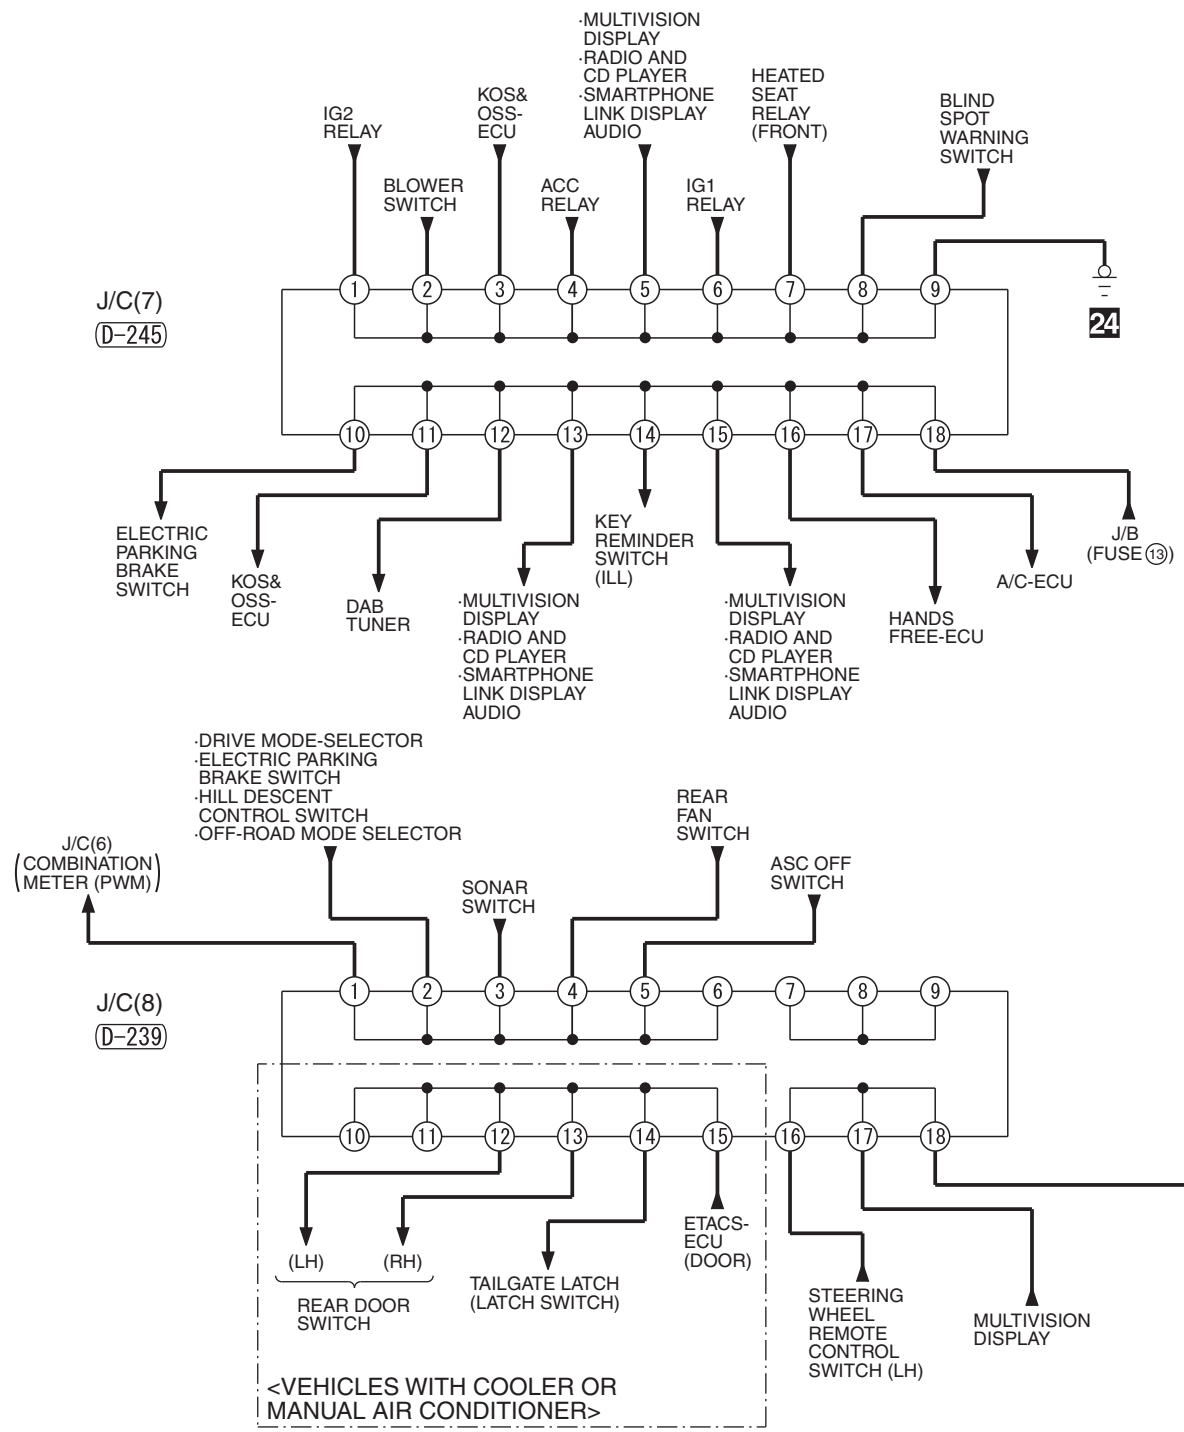 ·MULTIVISION
DISPLAY
·RADIO AND
CD PLAYER
·SMARTPHONE
LINK DISPLAY
AUDIO
HEATED
SEAT
RELAY
(FRONT)
KOS&
OSS-
ECU
IG2
RELAY
BLIND
SPOT
WARNING
SWITCH
BLOWER
SWITCH
ACC
RELAY
IG1
RELAY
J/C(7)
D-245
1 2 3 4 5 6 7 8 9
24
10 11 12 13 14 15 16 17 18
ELECTRIC
PARKING
BRAKE
SWITCH
KOS&
OSS-
ECU
DAB
TUNER
·MULTIVISION
DISPLAY
·RADIO AND
CD PLAYER
·SMARTPHONE
LINK DISPLAY
AUDIO
KEY
REMINDER
SWITCH
(ILL)
·MULTIVISION
DISPLAY
·RADIO AND
CD PLAYER
·SMARTPHONE
LINK DISPLAY
AUDIO
HANDS
FREE-ECU
A/C-ECU
J/B
(FUSE 13)
·DRIVE MODE-SELECTOR
·ELECTRIC PARKING
BRAKE SWITCH
·HILL DESCENT
CONTROL SWITCH
·OFF-ROAD MODE SELECTOR
J/C(6)
(COMBINATION
METER (PWM))
SONAR
SWITCH
REAR
FAN
SWITCH
ASC OFF
SWITCH
J/C(8)
D-239
1 2 3 4 5 6 7 8 9
10 11 12 13 14 15 16 17 18
(LH)
(RH)
REAR DOOR
SWITCH
TAILGATE LATCH
(LATCH SWITCH)
ETACS-
ECU
(DOOR)
STEERING
WHEEL
REMOTE
CONTROL
SWITCH (LH)
MULTIVISION
DISPLAY
<VEHICLES WITH COOLER OR
MANUAL AIR CONDITIONER>